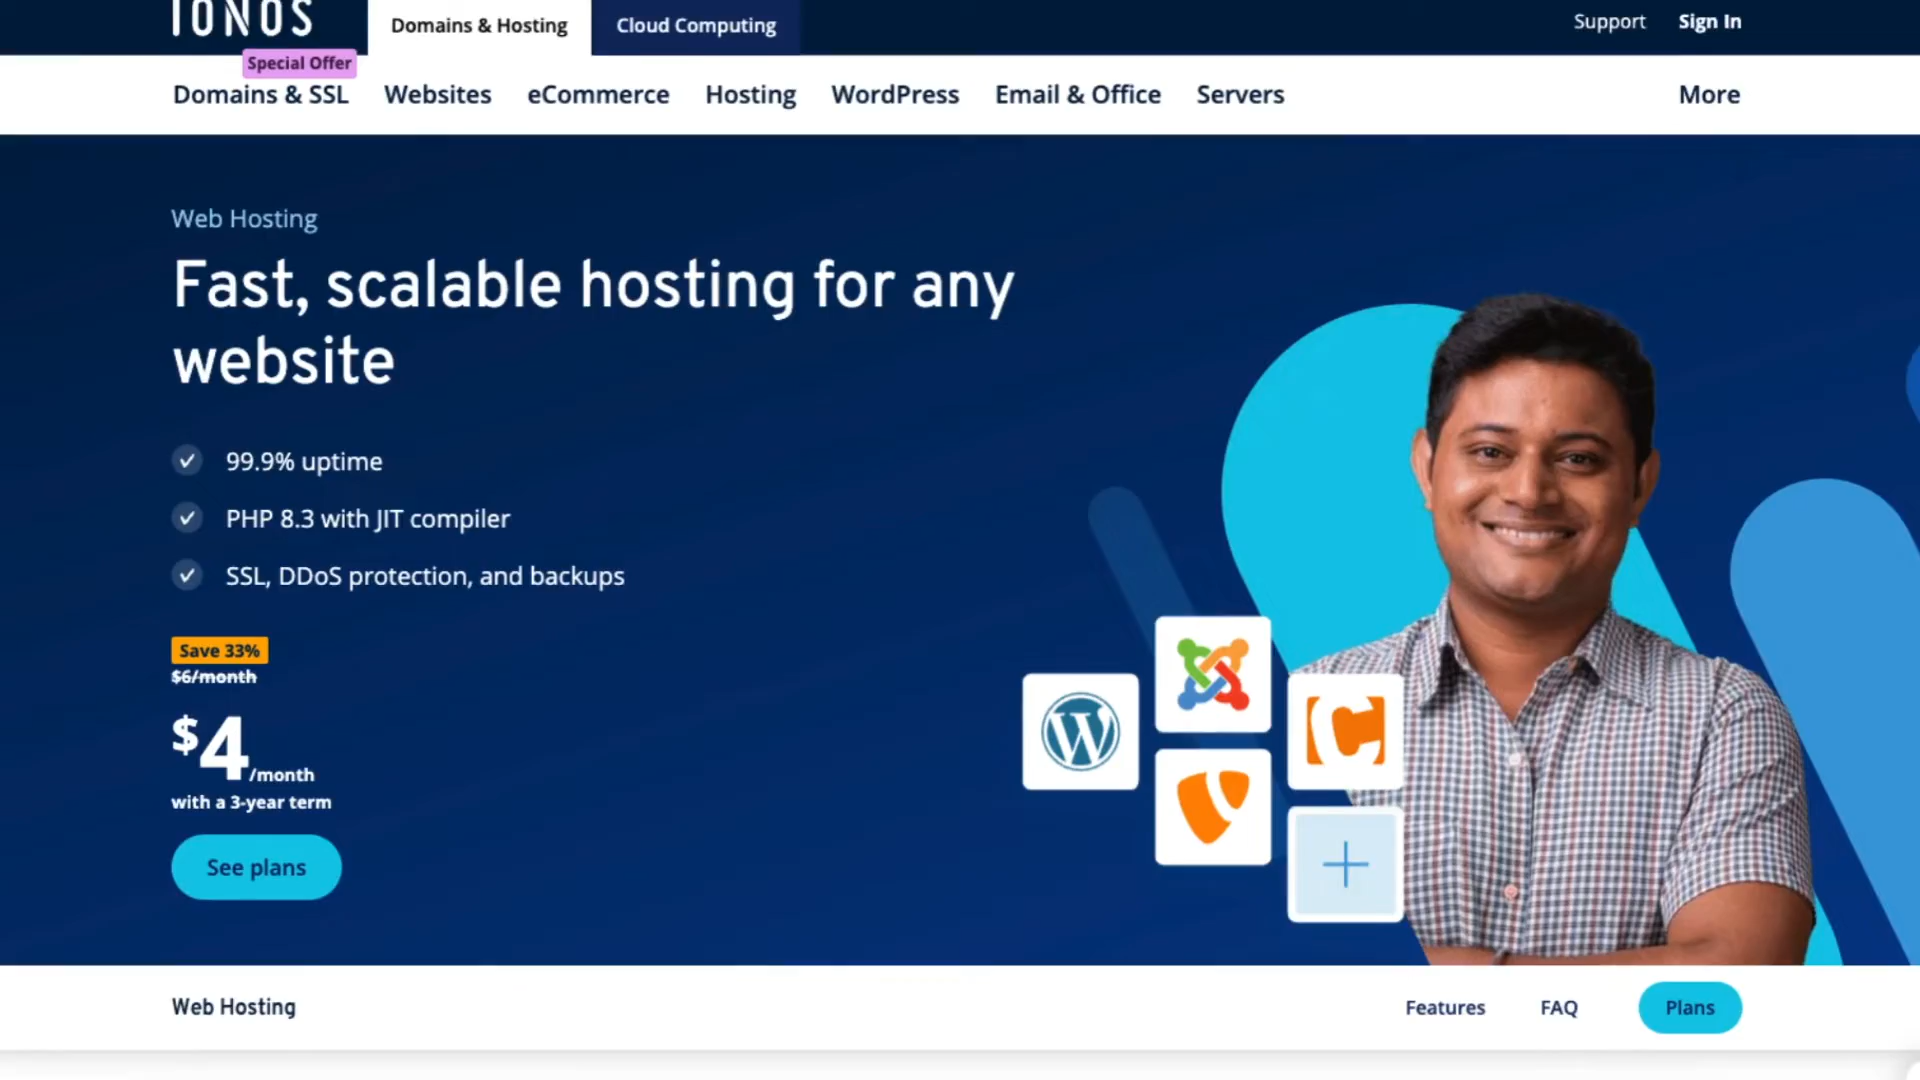 IONOS
Domains & Hosting
Cloud Computing
Support
Sign In
Special Offer
Domains & SSL
Websites
eCommerce
Hosting
WordPress
Email & Office
Servers
More
Web Hosting
Fast, scalable hosting for any
website
99.9% uptime
PHP 8.3 with JIT compiler
SSL, DDoS protection, and backups
Save 33%
$6/month
$4/month
with a 3-year term
See plans
Web Hosting
Features
FAQ
Plans